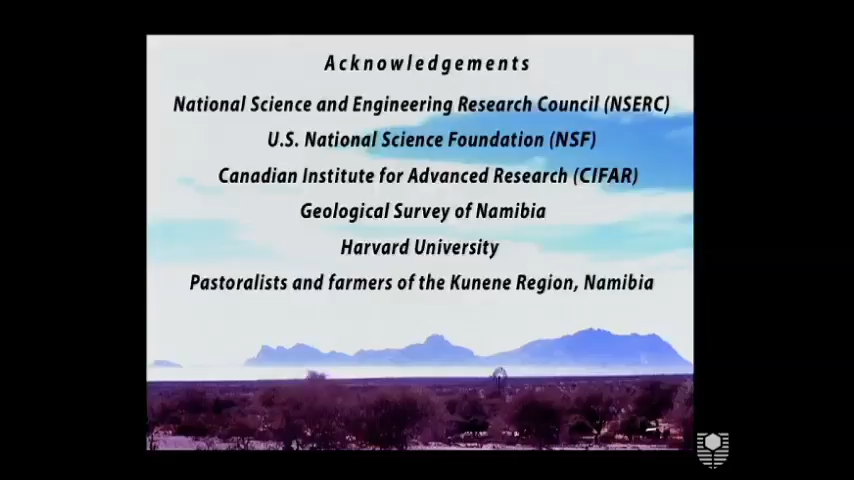 Acknowledgements
National Science and Engineering Research Council (NSERC)
U.S. National Science Foundation (NSF)
Canadian Institute for Advanced Research (CIFAR)
Geological Survey of Namibia
Harvard University
Pastoralists and farmers of the Kunene Region, Namibia